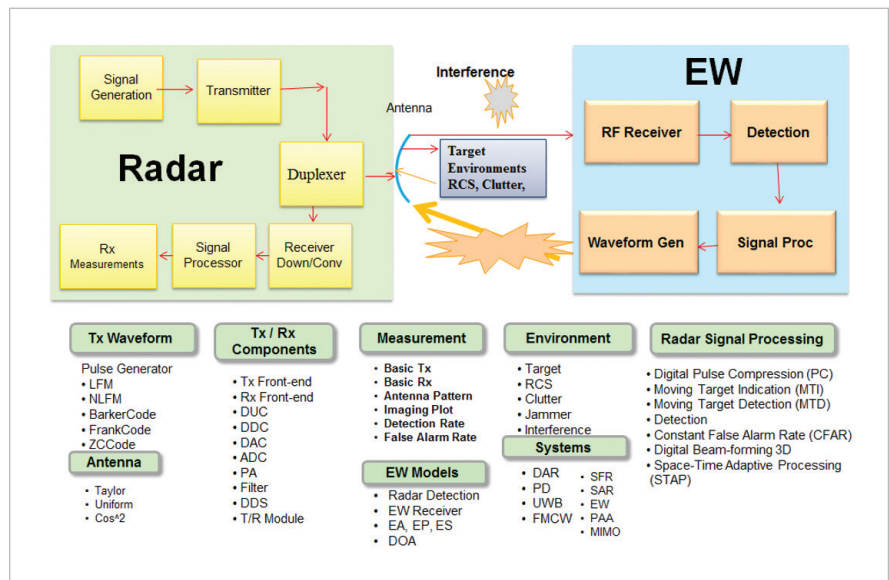 Radar
Signal
Generation
Transmitter
Duplexer
Rx
Measurements
Signal
Processor
Receiver
Down/Conv
Interference
Antenna
Target
Environments
RCS, Clutter,
EW
RF Receiver
Detection
Waveform Gen
Signal Proc
Tx Waveform
Pulse Generator
• LFM
• NLFM
• BarkerCode
• FrankCode
• ZCCode
Antenna
• Taylor
• Uniform
• Cos^2
Tx / Rx
Components
• Tx Front-end
• Rx Front-end
• DUC
• DDC
• DAC
• ADC
• PA
• Filter
• DDS
• T/R Module
Measurement
• Basic Tx
• Basic Rx
• Antenna Pattern
• Imaging Plot
• Detection Rate
• False Alarm Rate
EW Models
• Radar Detection
• EW Receiver
• EA, EP, ES
• DOA
Environment
• Target
• RCS
• Clutter
• Jammer
• Interference
Systems
• DAR
• PD
• UWB
• FMCW
• SFR
• SAR
• EW
• PAA
• MIMO
Radar Signal Processing
• Digital Pulse Compression (PC)
• Moving Target Indication (MTI)
• Moving Target Detection (MTD)
• Detection
• Constant False Alarm Rate (CFAR)
• Digital Beam-forming 3D
• Space-Time Adaptive Processing
(STAP)